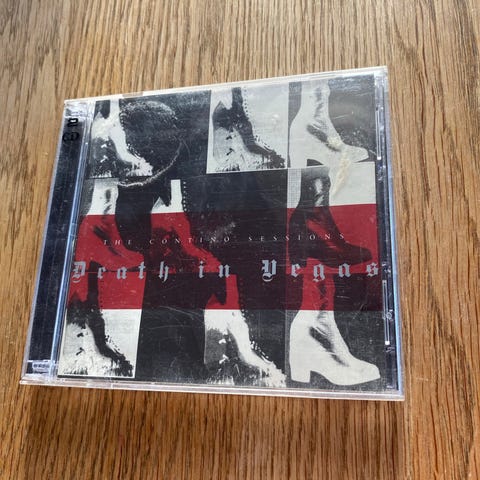 THE CONTINO SESSIONS
Death in Vegas